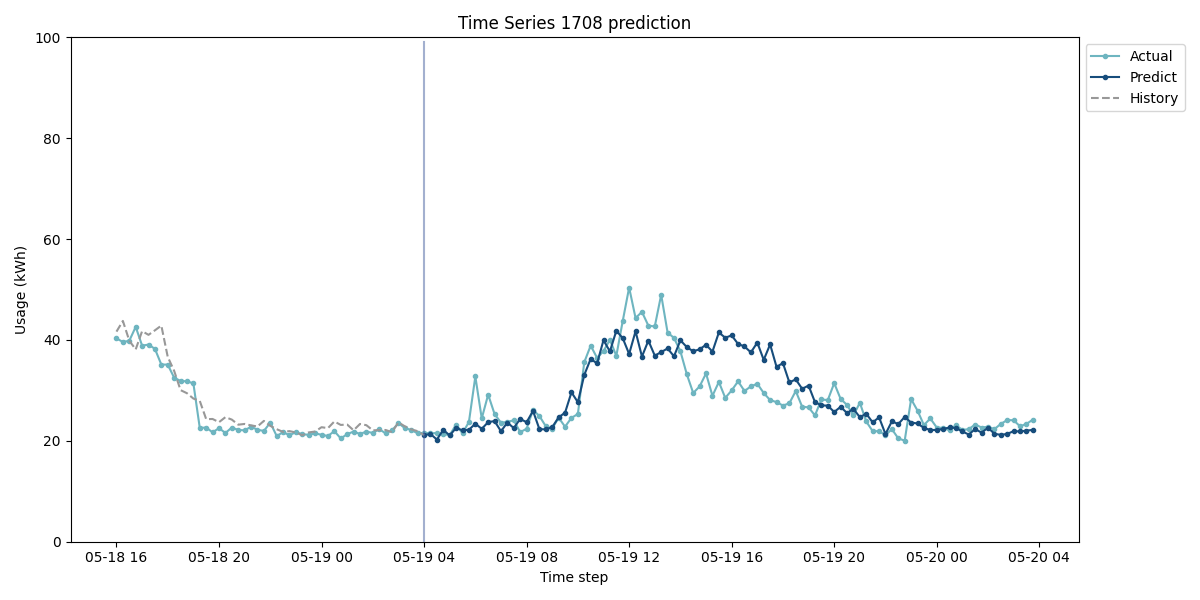 Time Series 1708 prediction
100
80
60
40
20
0
Usage (kWh)
05-18 16
05-18 20
05-19 00
05-19 04
05-19 08
05-19 12
05-19 16
05-19 20
05-20 00
05-20 04
Time step
Actual
Predict
History